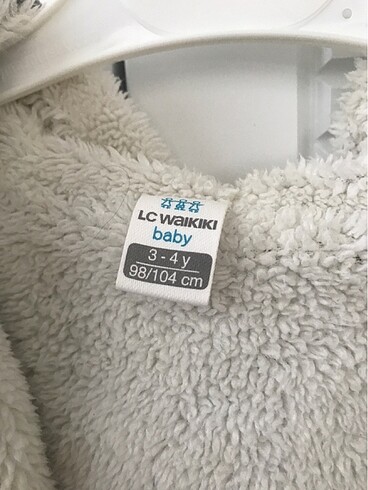 LC WAIKIKI
baby
3 - 4 y
98/104 cm